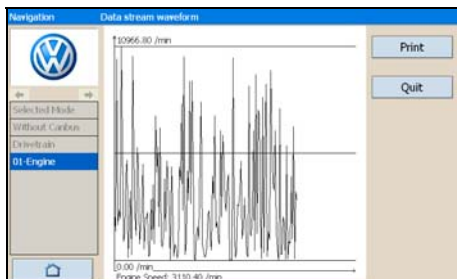 Navigation
Data stream waveform
10966.80 /min
Print
Quit
Selected Mode
Without Canbus
Drivetrain
01-Engine
0.00 /min
Engine Speed: 3110.40 /min